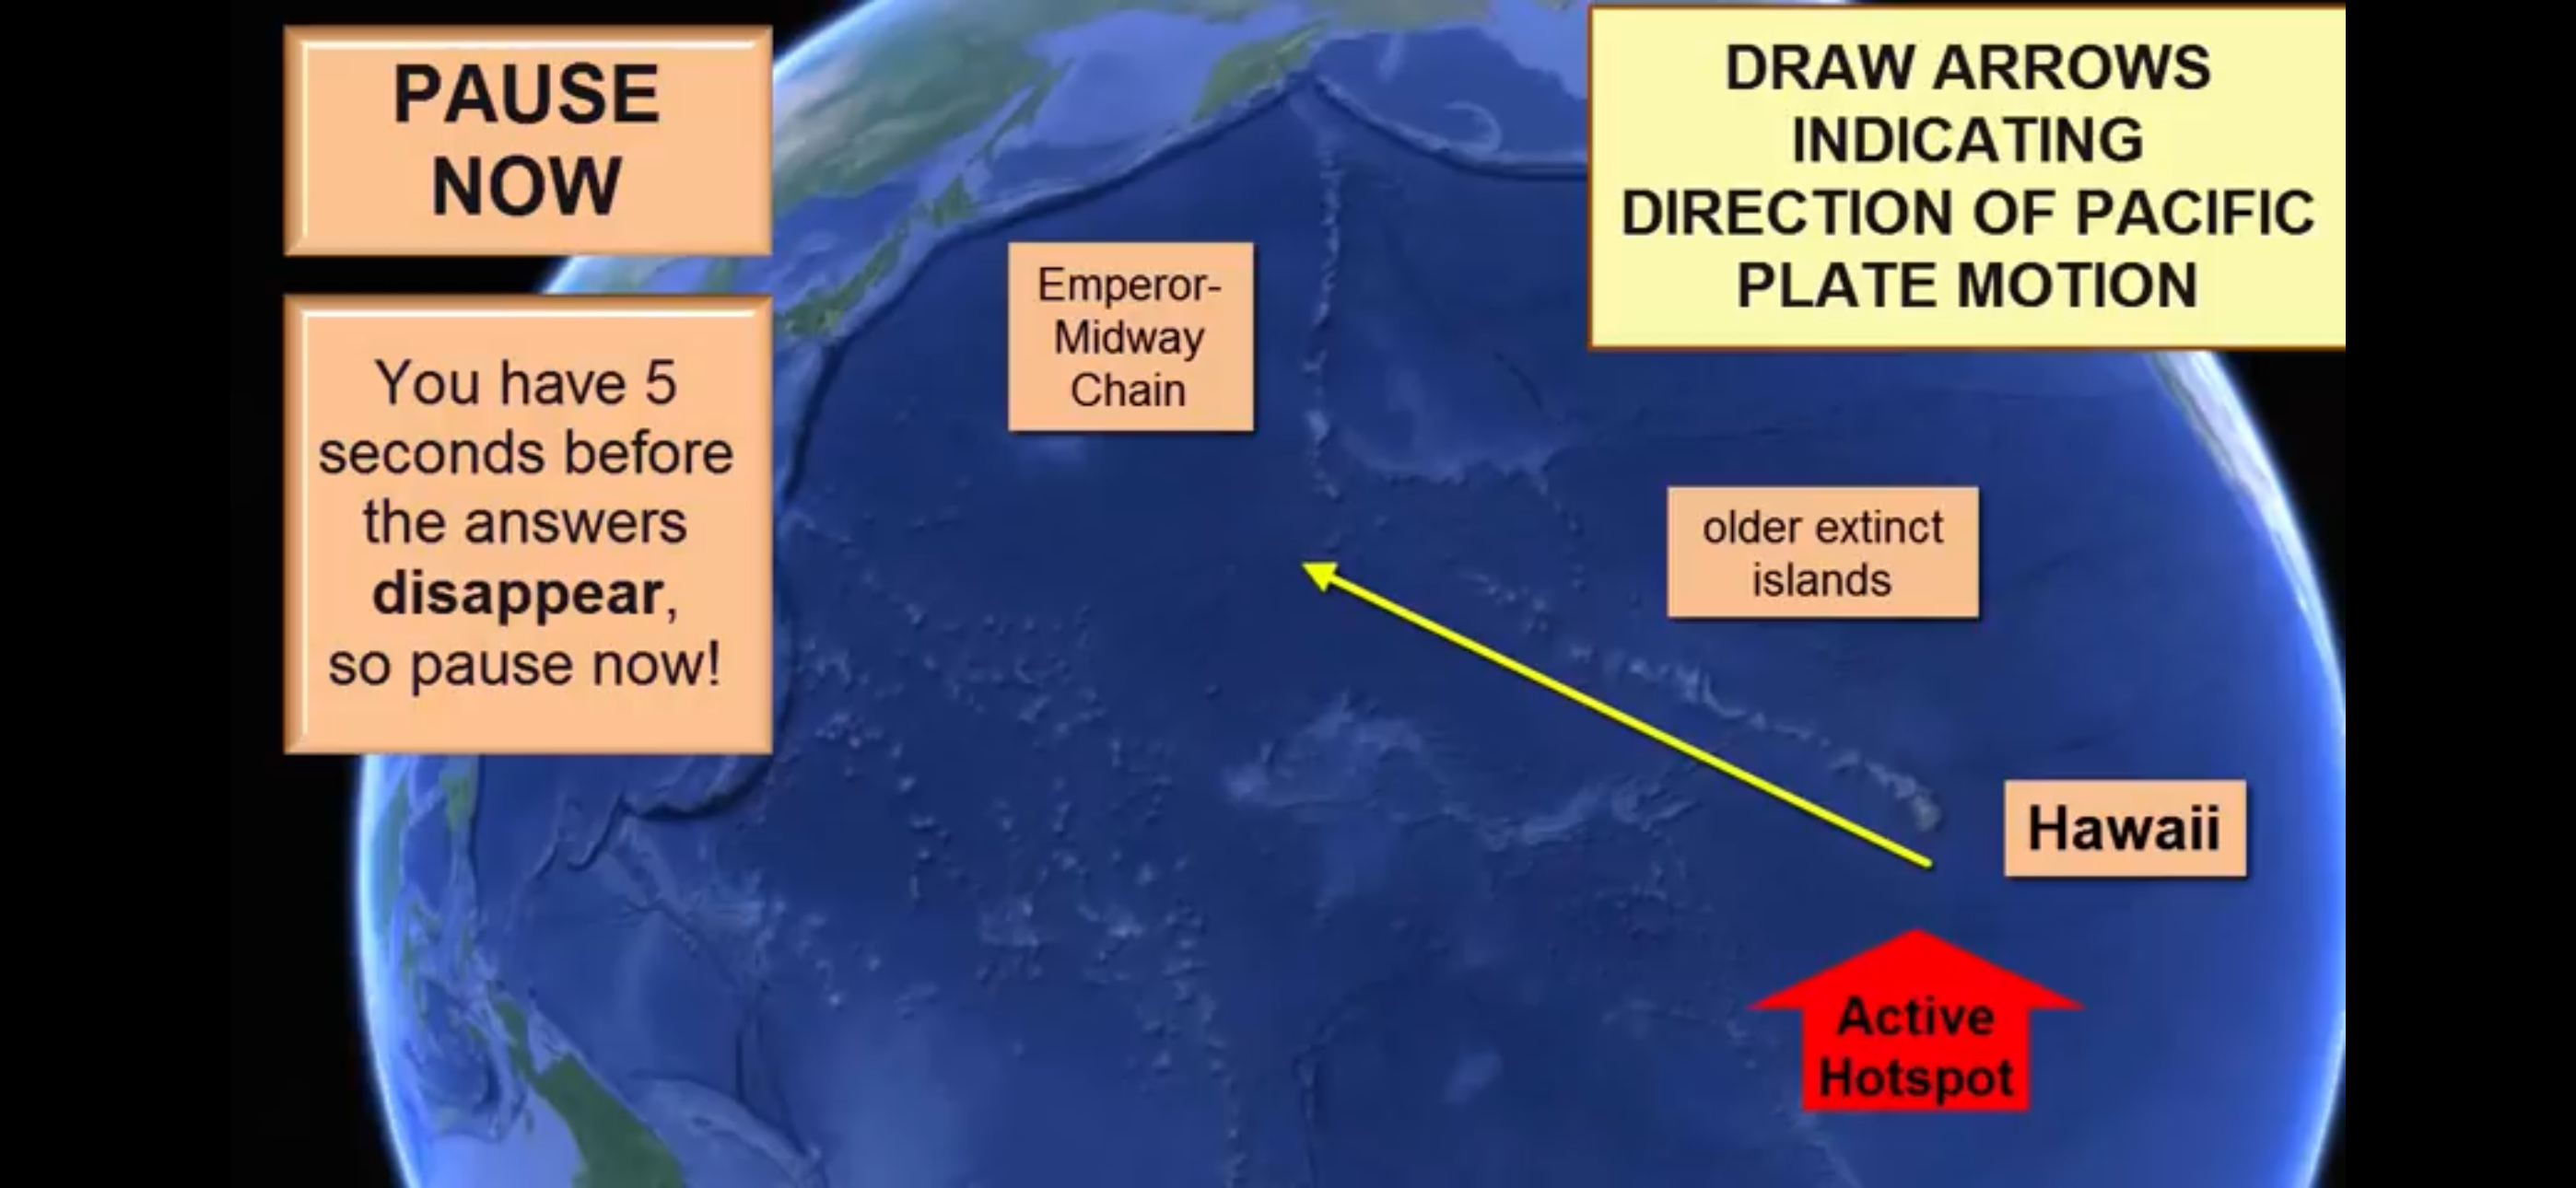 PAUSE
NOW
You have 5
seconds before
the answers
disappear,
so pause now!
DRAW ARROWS
INDICATING
DIRECTION OF PACIFIC
PLATE MOTION
Emperor-
Midway
Chain
older extinct
islands
Hawaii
Active
Hotspot